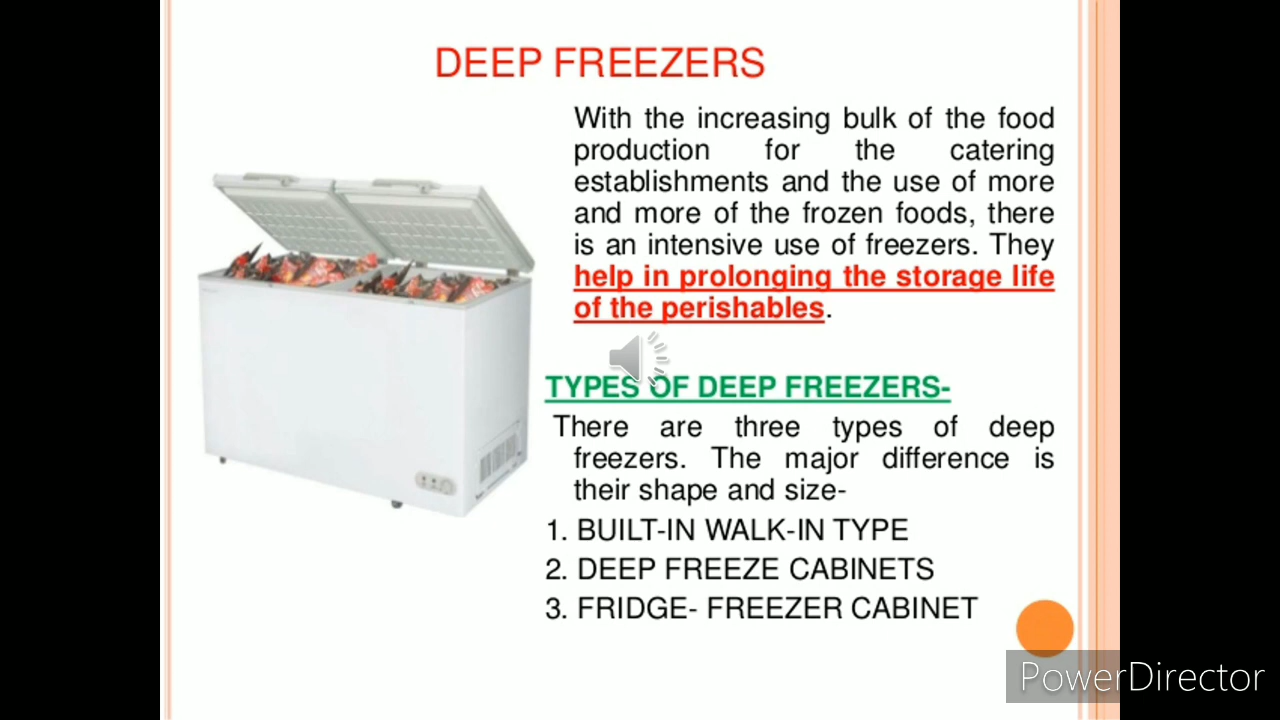 DEEP FREEZERS
With the increasing bulk of the food
production for the catering
establishments and the use of more
and more of the frozen foods, there
is an intensive use of freezers. They
help in prolonging the storage life
of the perishables.
TYPES OF DEEP FREEZERS-
There are three types of deep
freezers. The major difference is
their shape and size-
1. BUILT-IN WALK-IN TYPE
2. DEEP FREEZE CABINETS
3. FRIDGE- FREEZER CABINET
PowerDirector